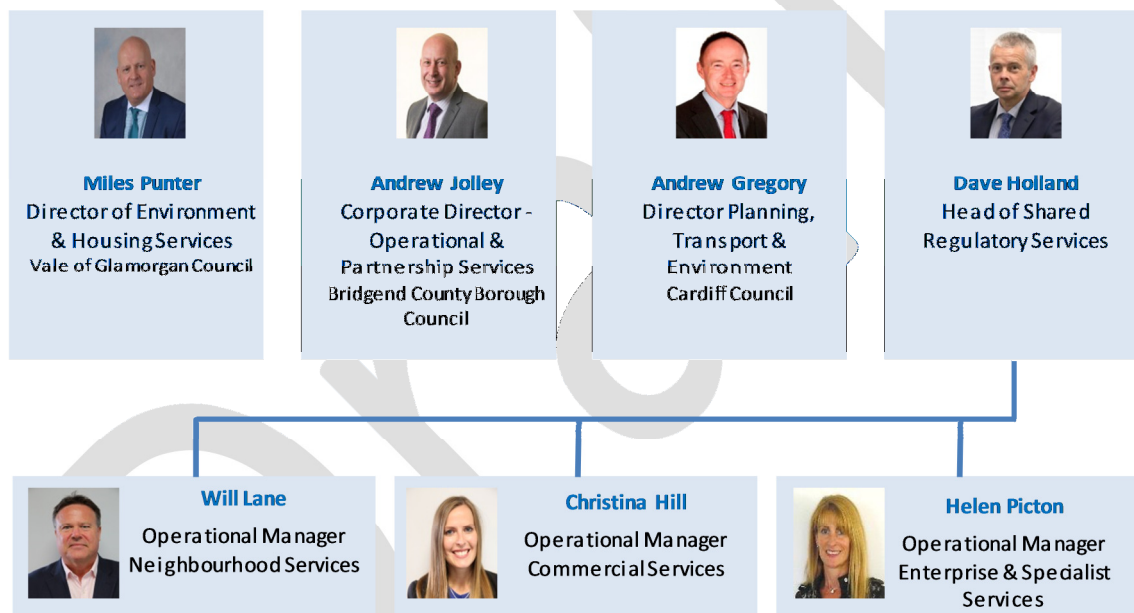 Miles Punter
Director of Environment
& Housing Services
Vale of Glamorgan Council
Andrew Jolley
Corporate Director -
Operational &
Partnership Services
Bridgend County Borough
Council
Andrew Gregory
Director Planning,
Transport &
Environment
Cardiff Council
Dave Holland
Head of Shared
Regulatory Services
Will Lane
Operational Manager
Neighbourhood Services
Christina Hill
Operational Manager
Commercial Services
Helen Picton
Operational Manager
Enterprise & Specialist
Services